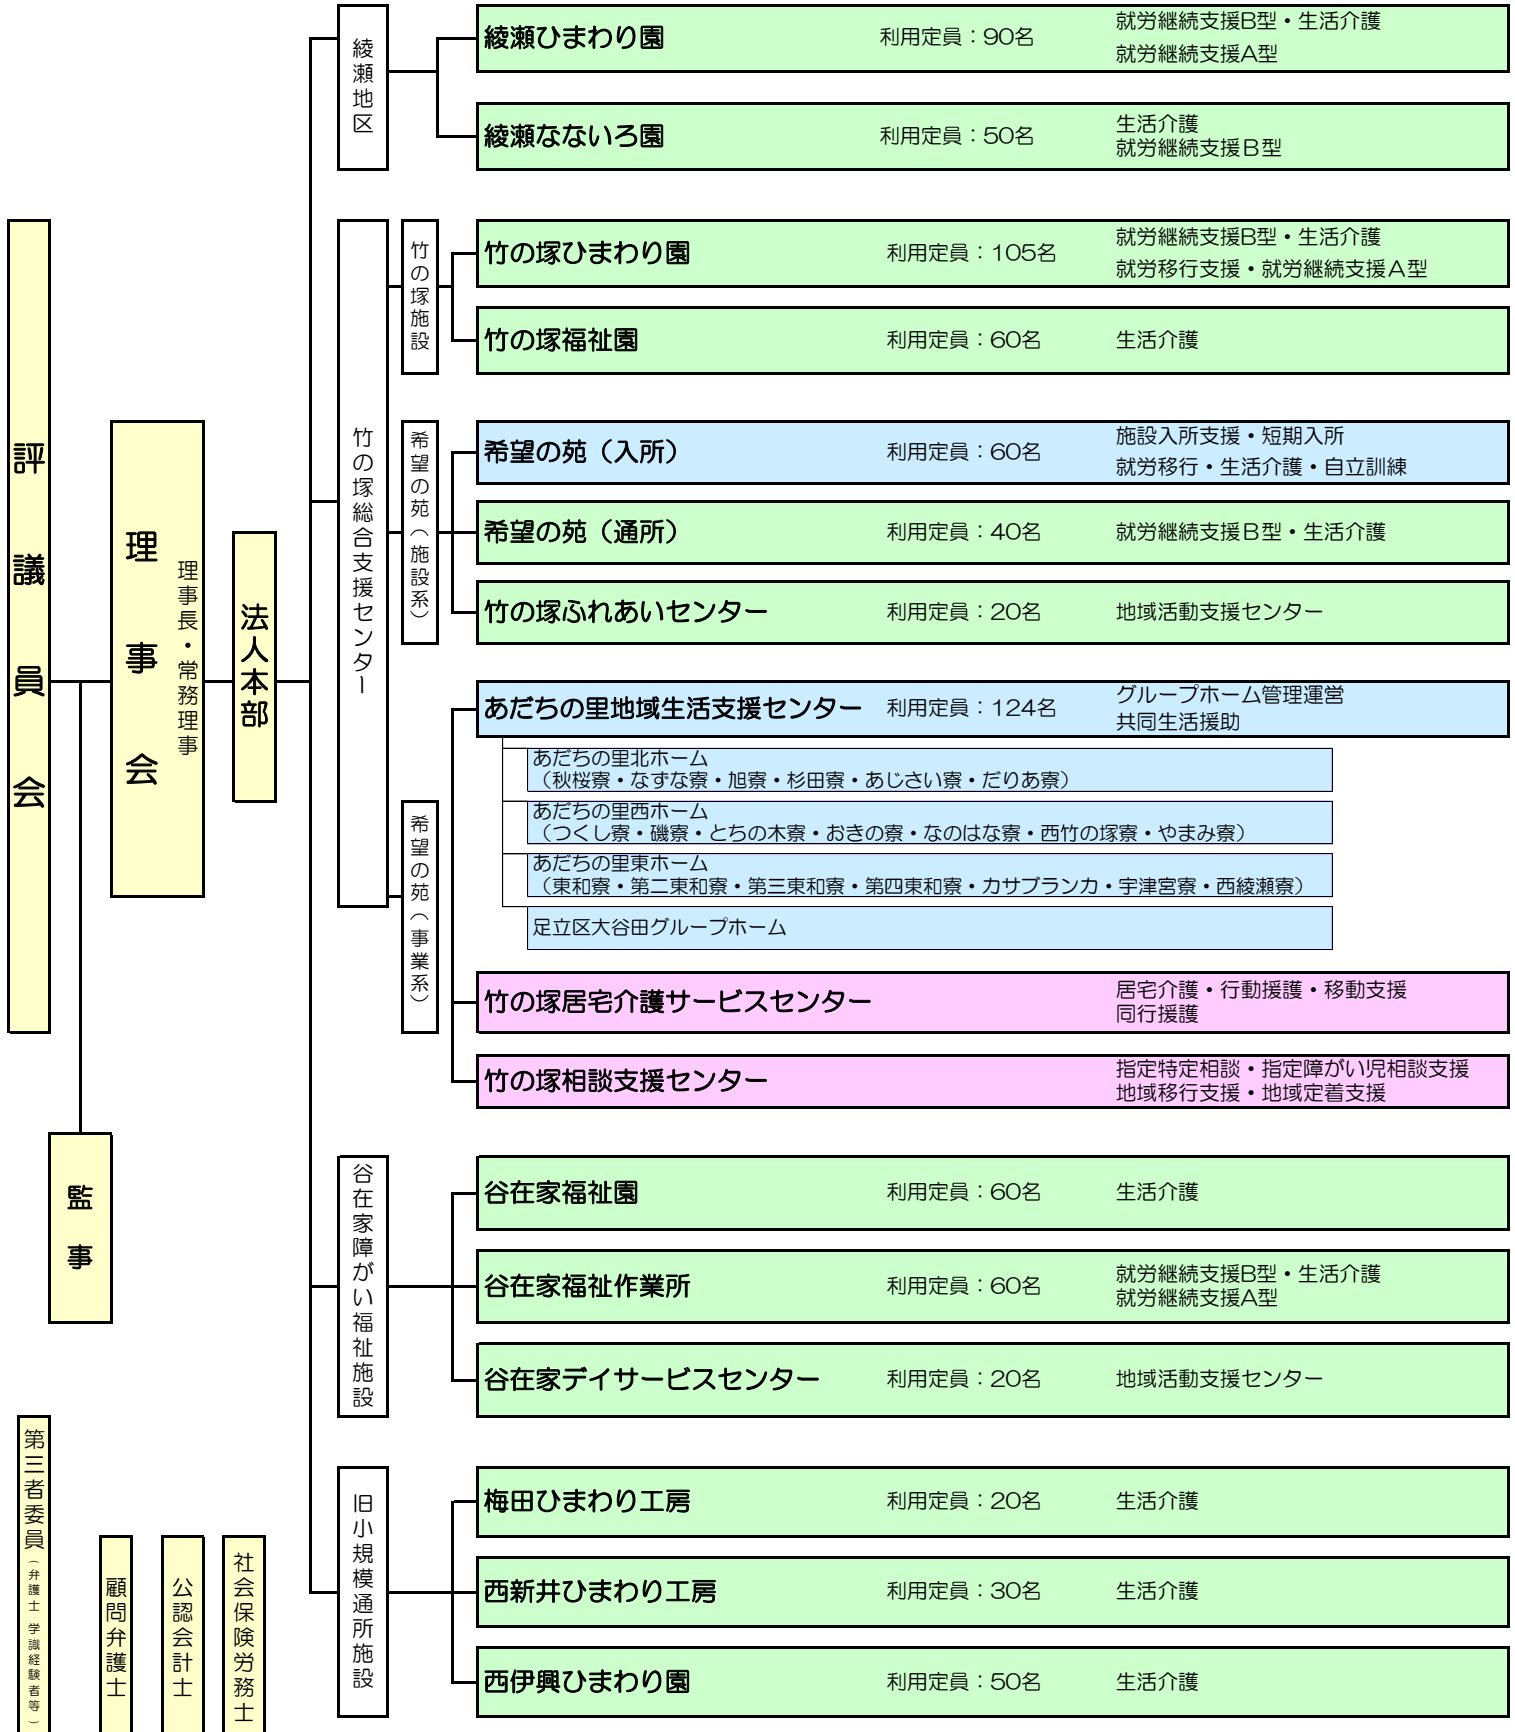 評議員会
理事会
理事長・常務理事
法人本部
監事
第三者委員（弁護士 学識経験者等）
顧問弁護士
公認会計士
社会保険労務士
綾瀬地区
綾瀬ひまわり園 利用定員：90名 就労継続支援B型・生活介護
就労継続支援A型
綾瀬なないろ園 利用定員：50名 生活介護
就労継続支援Ｂ型
竹の塚総合支援センター
竹の塚施設
竹の塚ひまわり園 利用定員：105名 就労継続支援B型・生活介護
就労移行支援・就労継続支援Ａ型
竹の塚福祉園 利用定員：60名 生活介護
希望の苑（施設系）
希望の苑（入所） 利用定員：60名 施設入所支援・短期入所
就労移行・生活介護・自立訓練
希望の苑（通所） 利用定員：40名 就労継続支援Ｂ型・生活介護
竹の塚ふれあいセンター 利用定員：20名 地域活動支援センター
希望の苑（事業系）
あだちの里地域生活支援センター 利用定員：124名 グループホーム管理運営
共同生活援助
あだちの里北ホーム
（秋桜寮・なずな寮・旭寮・杉田寮・あじさい寮・だりあ寮）
あだちの里西ホーム
（つくし寮・磯寮・とちの木寮・おきの寮・なのはな寮・西竹の塚寮・やまみ寮）
あだちの里東ホーム
（東和寮・第二東和寮・第三東和寮・第四東和寮・カサブランカ・宇津宮寮・西綾瀬寮）
足立区大谷田グループホーム
竹の塚居宅介護サービスセンター 居宅介護・行動援護・移動支援
同行援護
竹の塚相談支援センター 指定特定相談・指定障がい児相談支援
地域移行支援・地域定着支援
谷在家障がい福祉施設
谷在家福祉園 利用定員：60名 生活介護
谷在家福祉作業所 利用定員：60名 就労継続支援B型・生活介護
就労継続支援A型
谷在家デイサービスセンター 利用定員：20名 地域活動支援センター
旧小規模通所施設
梅田ひまわり工房 利用定員：20名 生活介護
西新井ひまわり工房 利用定員：30名 生活介護
西伊興ひまわり園 利用定員：50名 生活介護